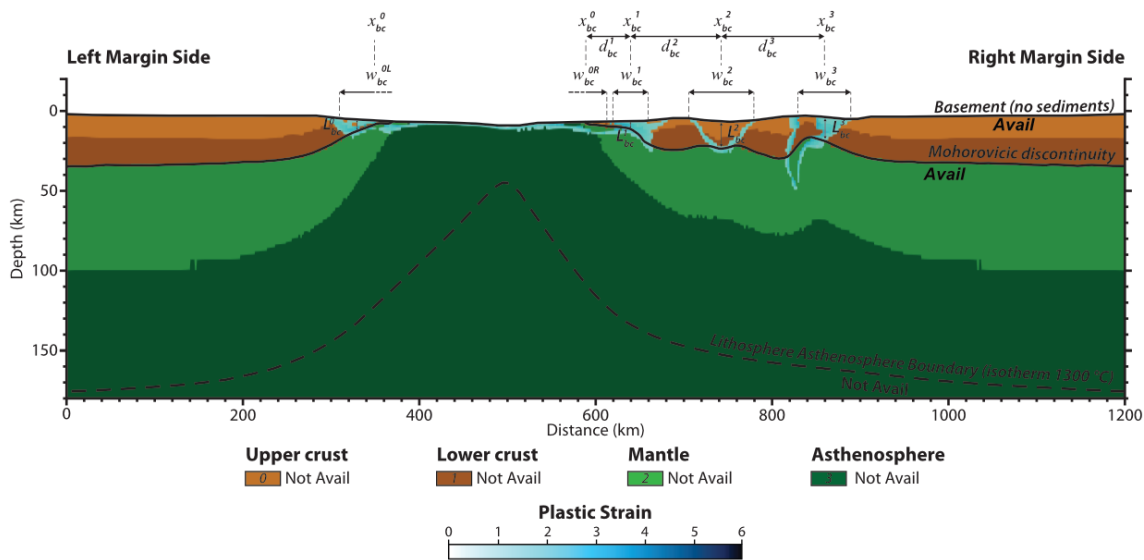 x_bc^0 x_bc^0 x_bc^1 x_bc^2 x_bc^3
d_bc^1 d_bc^2 d_bc^3
Left Margin Side Right Margin Side
w_bc^0L w_bc^0R w_bc^1 w_bc^2 w_bc^3
Basement (no sediments)
Avail
L_bc L_bc^1 L_bc^2 L_bc^3
Mohorovicic discontinuity
Avail
Depth (km)
0
50
100
150
Lithosphere Asthenosphere Boundary (isotherm 1300 °C)
Not Avail
0 200 400 600 800 1000 1200
Distance (km)
Upper crust Lower crust Mantle Asthenosphere
0 Not Avail 1 Not Avail 2 Not Avail 3 Not Avail
Plastic Strain
0 1 2 3 4 5 6